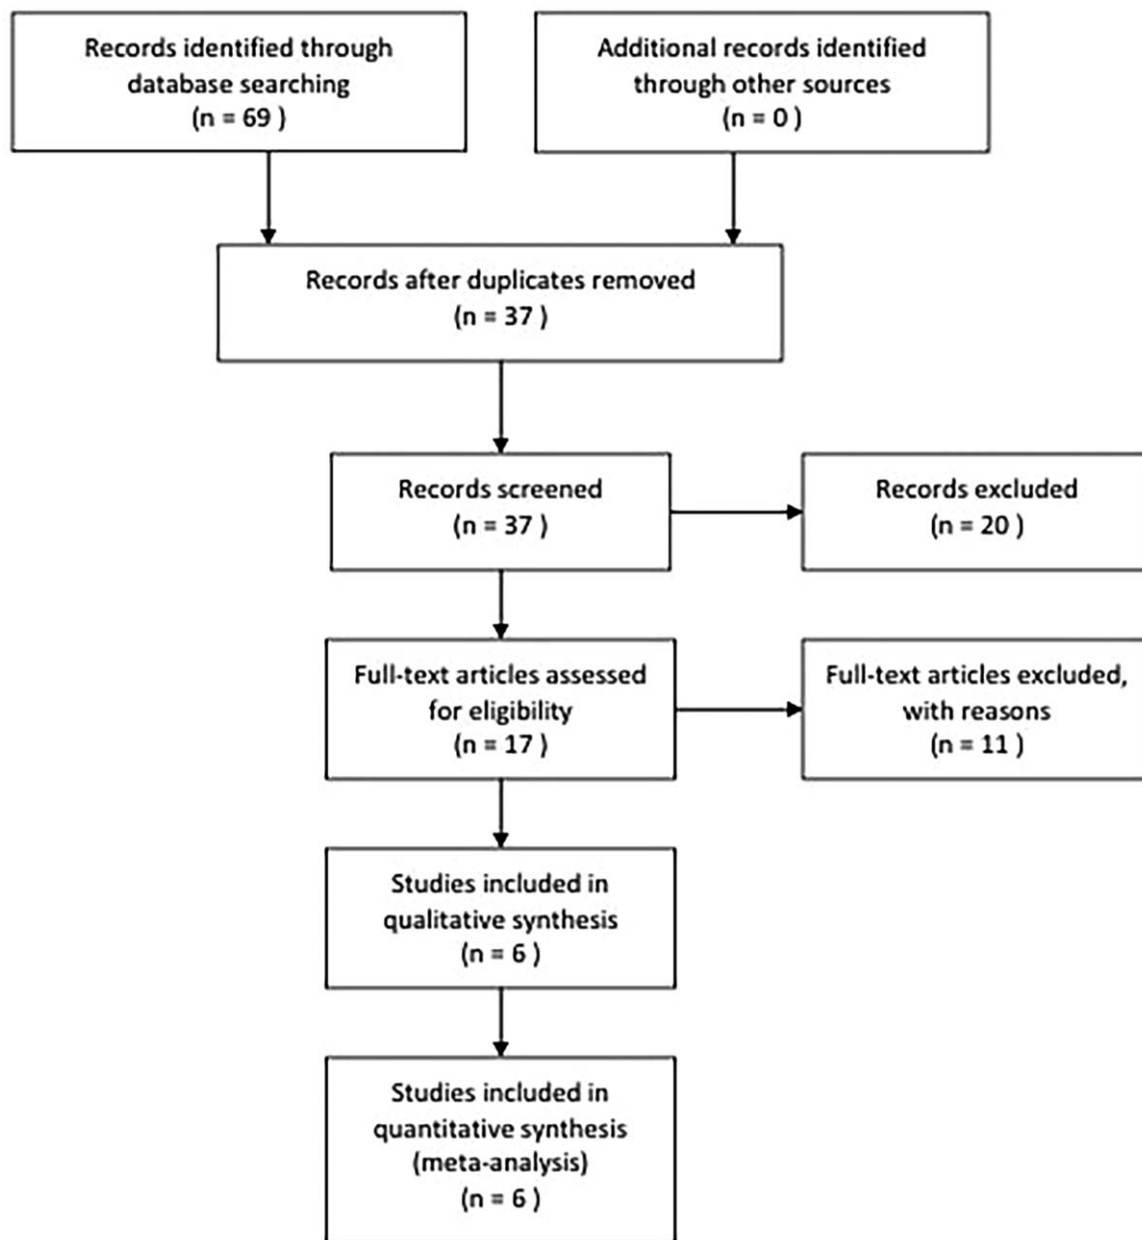 Records identified through
database searching
(n = 69 )
Additional records identified
through other sources
(n = 0 )
Records after duplicates removed
(n = 37 )
Records screened
(n = 37 )
Records excluded
(n = 20 )
Full-text articles assessed
for eligibility
(n = 17 )
Full-text articles excluded,
with reasons
(n = 11 )
Studies included in
qualitative synthesis
(n = 6 )
Studies included in
quantitative synthesis
(meta-analysis)
(n = 6 )